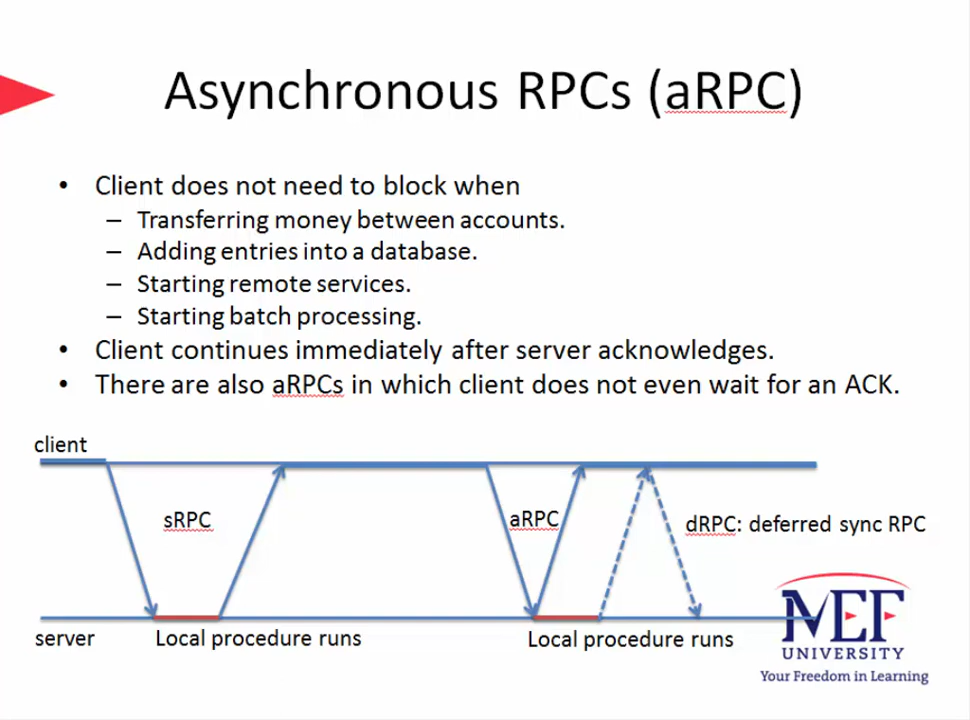 Asynchronous RPCs (aRPC)
• Client does not need to block when
– Transferring money between accounts.
– Adding entries into a database.
– Starting remote services.
– Starting batch processing.
• Client continues immediately after server acknowledges.
• There are also aRPCs in which client does not even wait for an ACK.
client
sRPC
aRPC
dRPC: deferred sync RPC
server
Local procedure runs
Local procedure runs
MEF
UNIVERSITY
Your Freedom in Learning